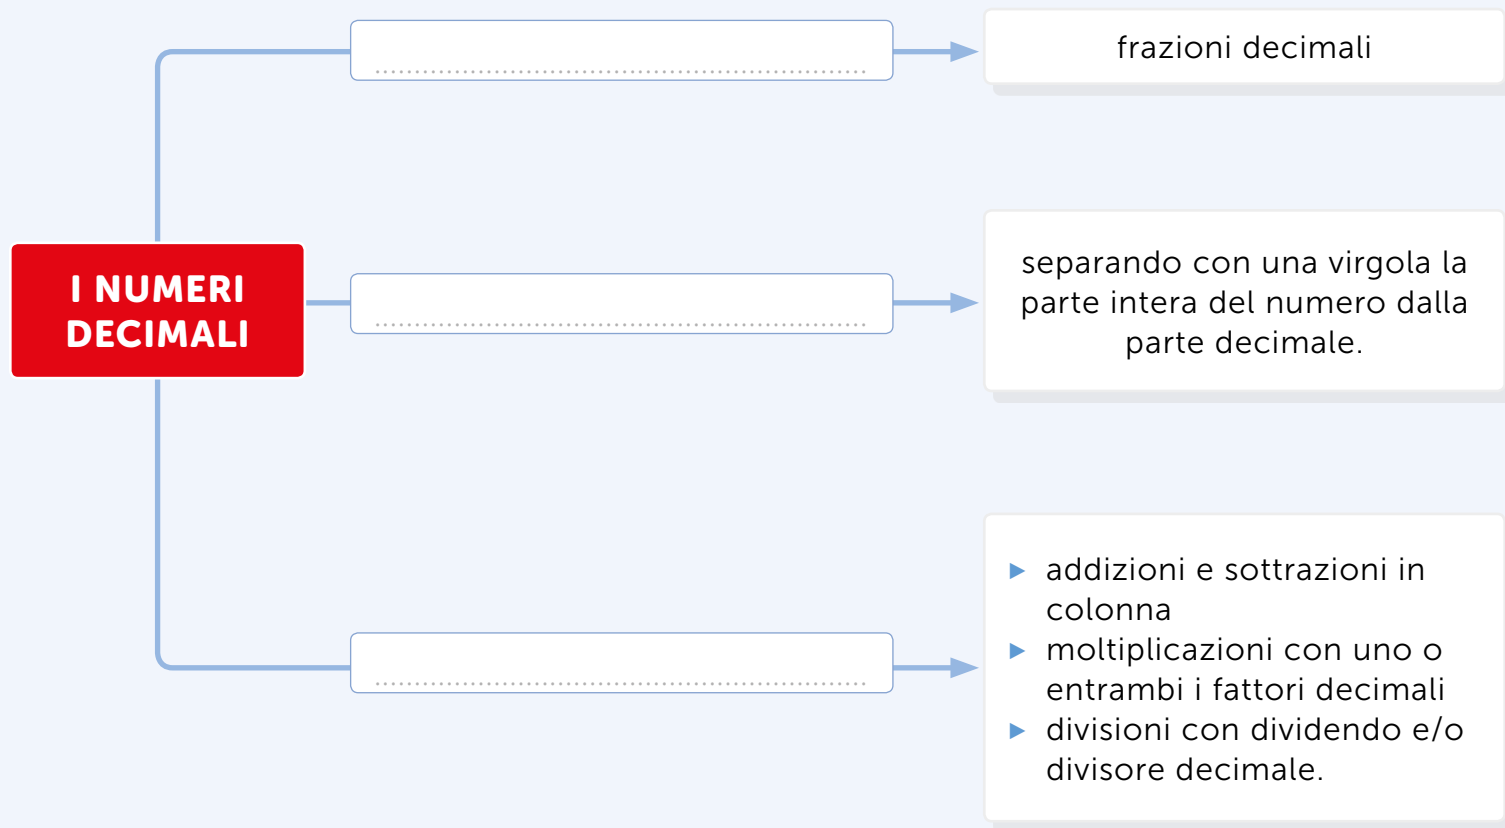 frazioni decimali
I NUMERI
DECIMALI
separando con una virgola la
parte intera del numero dalla
parte decimale.
► addizioni e sottrazioni in
colonna
► moltiplicazioni con uno o
entrambi i fattori decimali
► divisioni con dividendo e/o
divisore decimale.